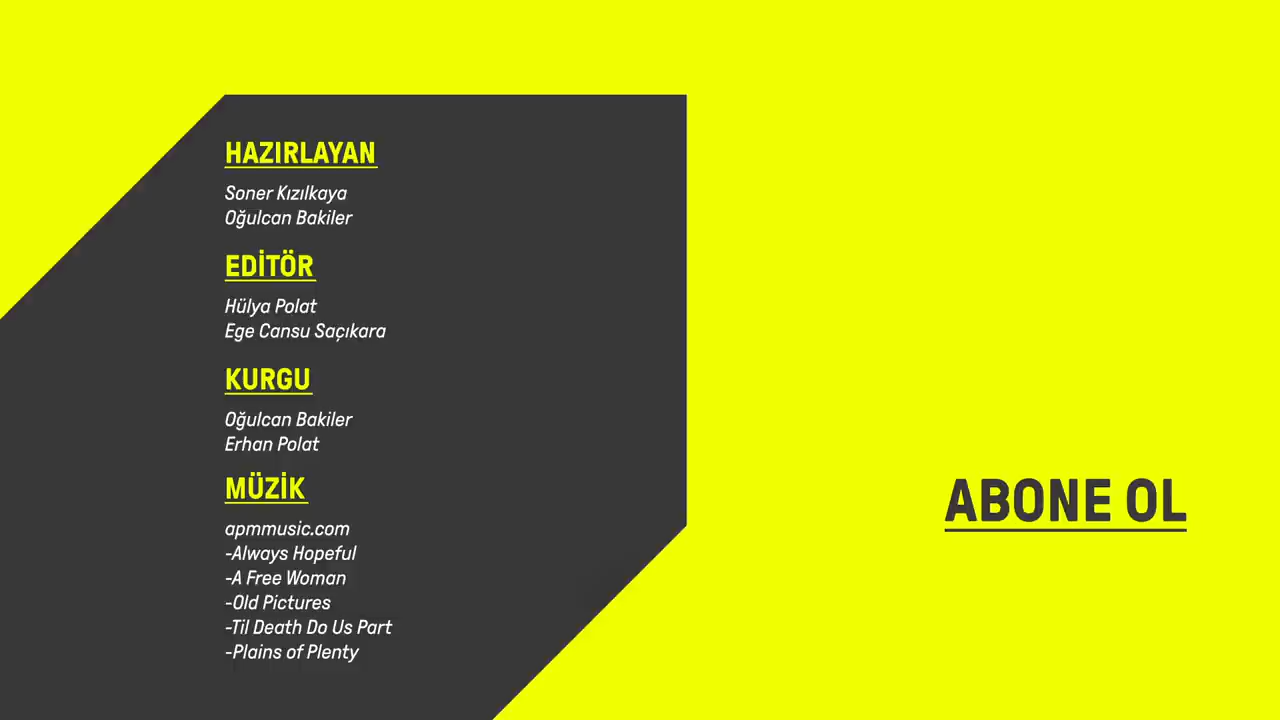 HAZIRLAYAN
Soner Kızılkaya
Oğulcan Bakiler
EDİTÖR
Hülya Polat
Ege Cansu Saçıkara
KURGU
Oğulcan Bakiler
Erhan Polat
MÜZİK
apmmusic.com
-Always Hopeful
-A Free Woman
-Old Pictures
-Til Death Do Us Part
-Plains of Plenty
ABONE OL